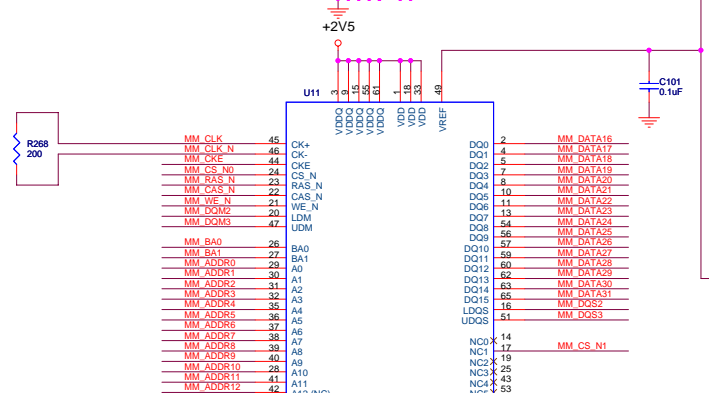 +2V5
U11
C101
0.1uF
R268
200
3 9 15 55 61 1 18 33 49
VDDQ VDDQ VDDQ VDDQ VDDQ VDD VDD VDD VREF
MM_CLK 45 CK+
MM_CLK_N 46 CK-
MM_CKE 44 CKE
MM_CS_N0 24 CS_N
MM_RAS_N 23 RAS_N
MM_CAS_N 22 CAS_N
MM_WE_N 21 WE_N
MM_DQM2 20 LDM
MM_DQM3 47 UDM
MM_BA0 26 BA0
MM_BA1 27 BA1
MM_ADDR0 29 A0
MM_ADDR1 30 A1
MM_ADDR2 31 A2
MM_ADDR3 32 A3
MM_ADDR4 35 A4
MM_ADDR5 36 A5
MM_ADDR6 37 A6
MM_ADDR7 38 A7
MM_ADDR8 39 A8
MM_ADDR9 40 A9
MM_ADDR10 28 A10
MM_ADDR11 41 A11
MM_ADDR12 42 A12 (NC)
DQ0 2 MM_DATA16
DQ1 4 MM_DATA17
DQ2 5 MM_DATA18
DQ3 7 MM_DATA19
DQ4 8 MM_DATA20
DQ5 10 MM_DATA21
DQ6 11 MM_DATA22
DQ7 13 MM_DATA23
DQ8 54 MM_DATA24
DQ9 56 MM_DATA25
DQ10 57 MM_DATA26
DQ11 59 MM_DATA27
DQ12 60 MM_DATA28
DQ13 62 MM_DATA29
DQ14 63 MM_DATA30
DQ15 65 MM_DATA31
LDQS 16 MM_DQS2
UDQS 51 MM_DQS3
NC0 14
NC1 17 MM_CS_N1
NC2 19
NC3 25
NC4 43
NC5 53